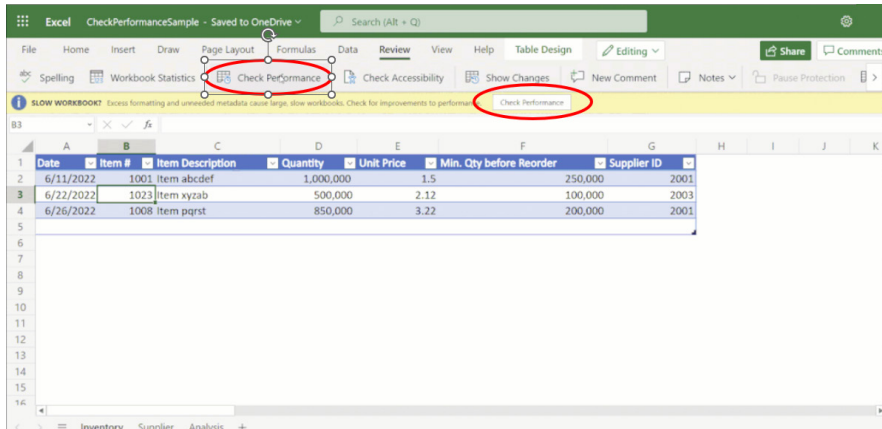 Excel CheckPerformanceSample - Saved to OneDrive Search (Alt + Q)
File Home Insert Draw Page Layout Formulas Data Review View Help Table Design Editing Share Comments
abc Spelling Workbook Statistics Check Performance Check Accessibility Show Changes New Comment Notes Pause Protection
SLOW WORKBOOK? Excess formatting and unneeded metadata cause large, slow workbooks. Check for improvements to performance. Check Performance
B3 fx
A B C D E F G H I J K
1 Date Item # Item Description Quantity Unit Price Min. Qty before Reorder Supplier ID
2 6/11/2022 1001 Item abcdef 1,000,000 1.5 250,000 2001
3 6/22/2022 1023 Item xyzab 500,000 2.12 100,000 2003
4 6/26/2022 1008 Item pqrst 850,000 3.22 200,000 2001
5
6
7
8
9
10
11
12
13
14
15
16
Inventory Supplier Analysis +